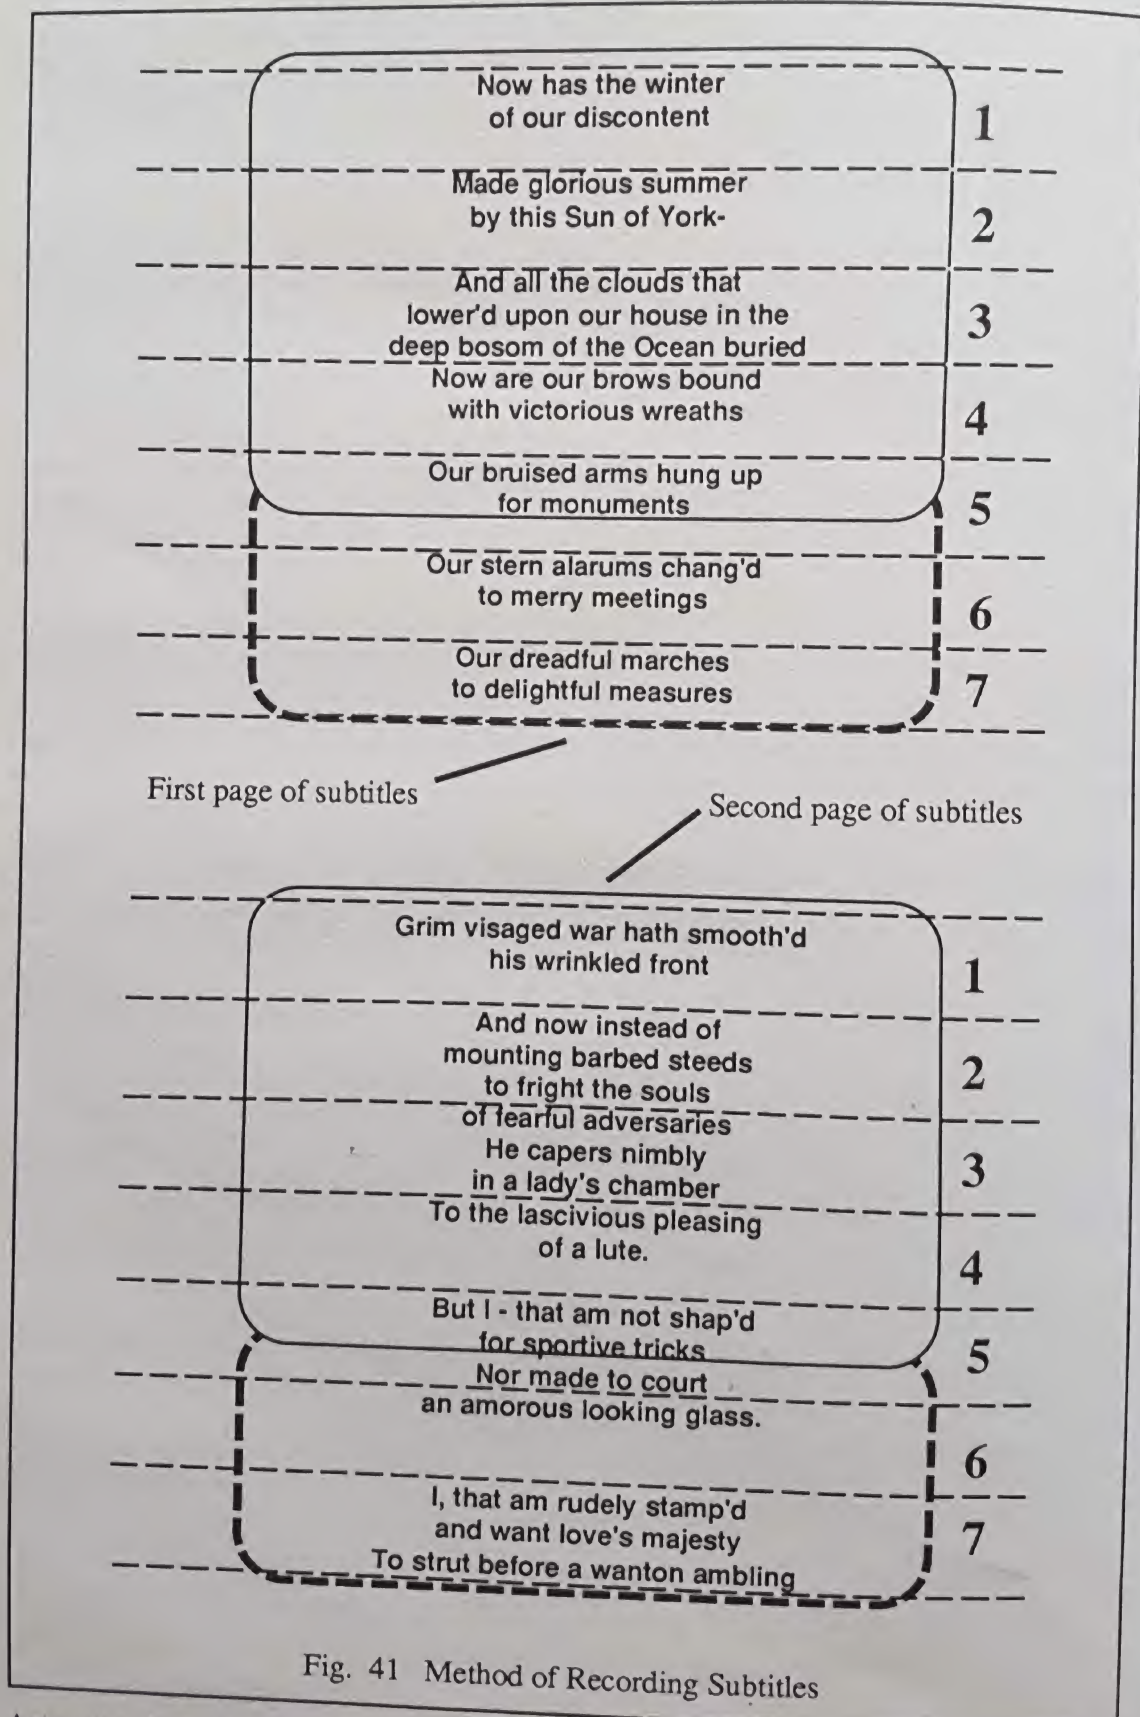 Now has the winter
of our discontent
1
Made glorious summer
by this Sun of York-
2
And all the clouds that
lower'd upon our house in the
deep bosom of the Ocean buried
3
Now are our brows bound
with victorious wreaths
4
Our bruised arms hung up
for monuments
5
Our stern alarums chang'd
to merry meetings
6
Our dreadful marches
to delightful measures
7
First page of subtitles
Second page of subtitles
Grim visaged war hath smooth'd
his wrinkled front
1
And now instead of
mounting barbed steeds
to fright the souls
2
of fearful adversaries
He capers nimbly
in a lady's chamber
3
To the lascivious pleasing
of a lute.
4
But I - that am not shap'd
for sportive tricks
5
Nor made to court
an amorous looking glass.
6
I, that am rudely stamp'd
and want love's majesty
To strut before a wanton ambling
7
Fig. 41 Method of Recording Subtitles